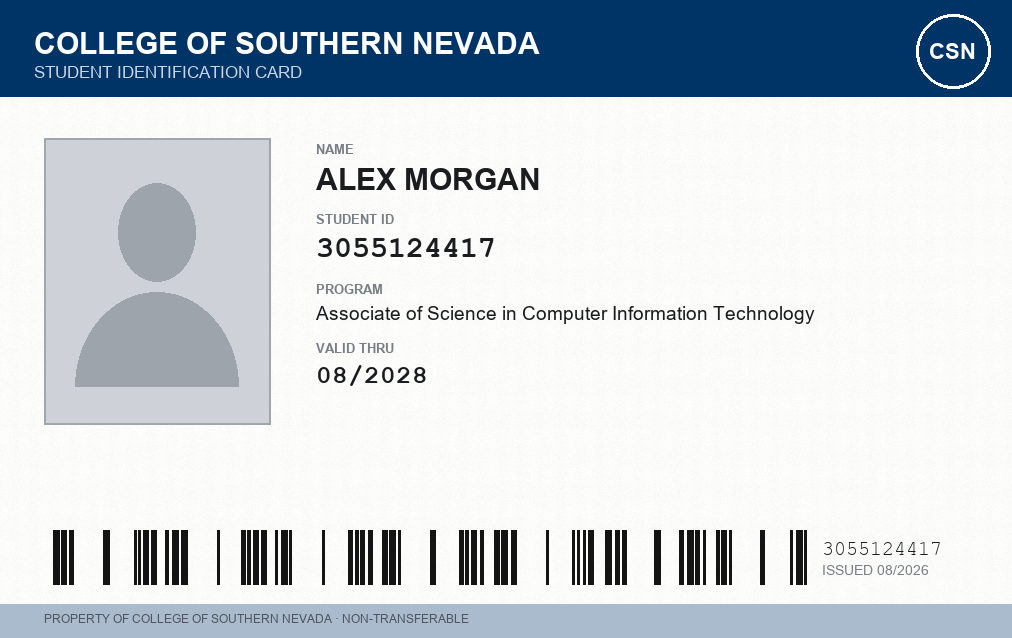 COLLEGE OF SOUTHERN NEVADA
STUDENT IDENTIFICATION CARD
CSN
NAME
ALEX MORGAN
STUDENT ID
3055124417
PROGRAM
Associate of Science in Computer Information Technology
VALID THRU
08/2028
3055124417
ISSUED 08/2026
PROPERTY OF COLLEGE OF SOUTHERN NEVADA · NON-TRANSFERABLE